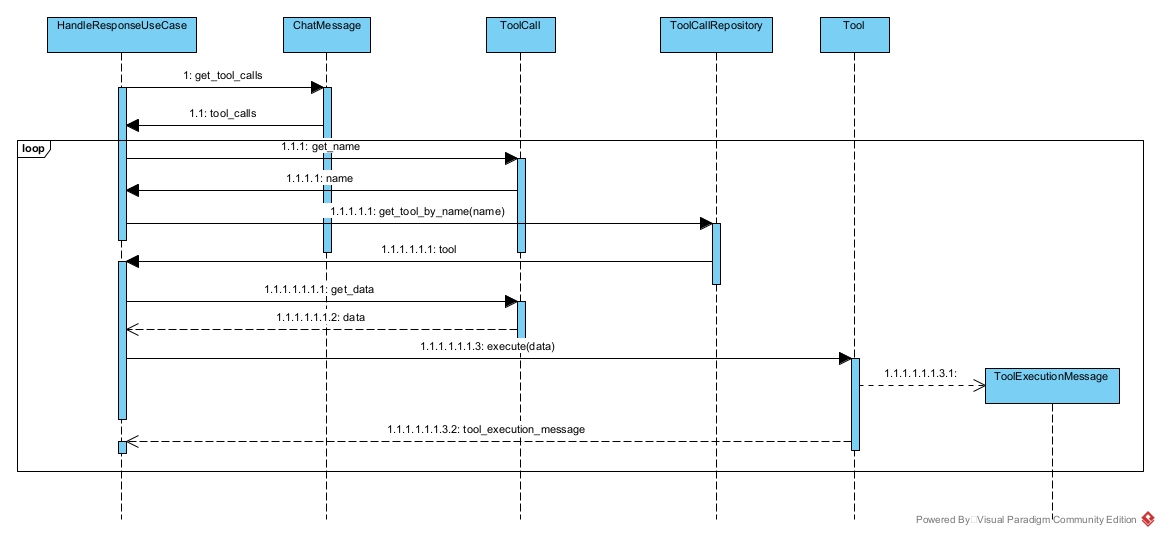 HandleResponseUseCase
ChatMessage
ToolCall
ToolCallRepository
Tool
1: get_tool_calls
1.1: tool_calls
loop
1.1.1: get_name
1.1.1.1: name
1.1.1.1.1: get_tool_by_name(name)
1.1.1.1.1.1: tool
1.1.1.1.1.1.1: get_data
1.1.1.1.1.1.2: data
1.1.1.1.1.1.3: execute(data)
1.1.1.1.1.1.3.1:
ToolExecutionMessage
1.1.1.1.1.1.3.2: tool_execution_message
Powered By Visual Paradigm Community Edition